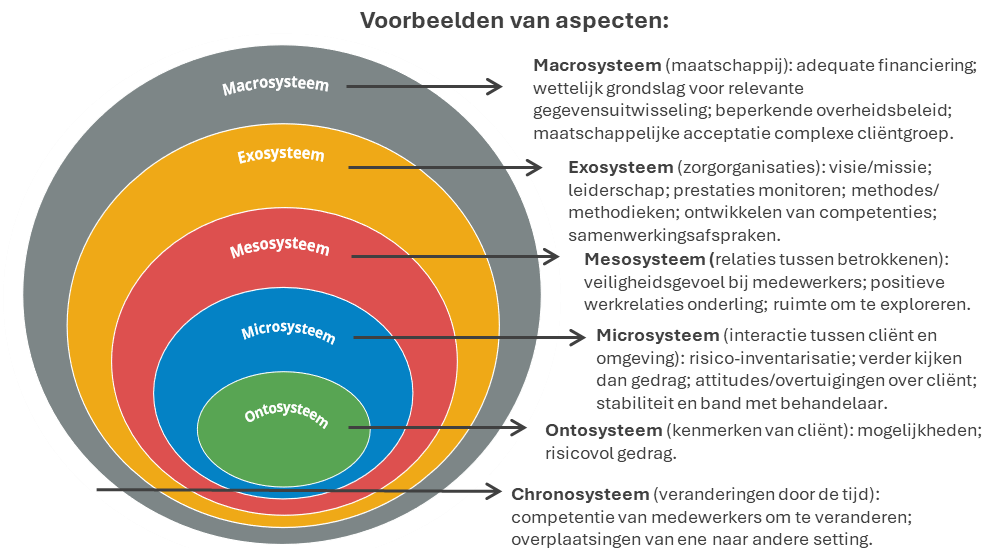 Voorbeelden van aspecten:
Macrosysteem
Macrosysteem (maatschappij): adequate financiering;
wettelijk grondslag voor relevante
gegevensuitwisseling; beperkende overheidsbeleid;
maatschappelijke acceptatie complexe cliëntgroep.
Exosysteem
Exosysteem (zorgorganisaties): visie/missie;
leiderschap; prestaties monitoren; methodes/
methodieken; ontwikkelen van competenties;
samenwerkingsafspraken.
Mesosysteem
Mesosysteem (relaties tussen betrokkenen):
veiligheidsgevoel bij medewerkers; positieve
werkrelaties onderling; ruimte om te exploreren.
Microsysteem
Microsysteem (interactie tussen cliënt en
omgeving): risico-inventarisatie; verder kijken
dan gedrag; attitudes/overtuigingen over cliënt;
stabiliteit en band met behandelaar.
Ontosysteem
Ontosysteem (kenmerken van cliënt): mogelijkheden;
risicovol gedrag.
Chronosysteem (veranderingen door de tijd):
competentie van medewerkers om te veranderen;
overplaatsingen van ene naar andere setting.